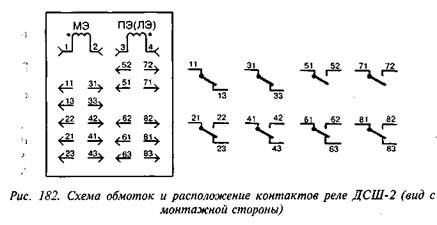 МЭ ПЭ(ЛЭ)
1 2 3 4
52 72
11 31 51 71
13 33
22 42 62 82
21 41 61 81
23 43 63 83
11 31 51 52 71 72
13 33
21 22 41 42 61 62 81 82
23 43 63 83
Рис. 182. Схема обмоток и расположение контактов реле ДСШ-2 (вид с
монтажной стороны)